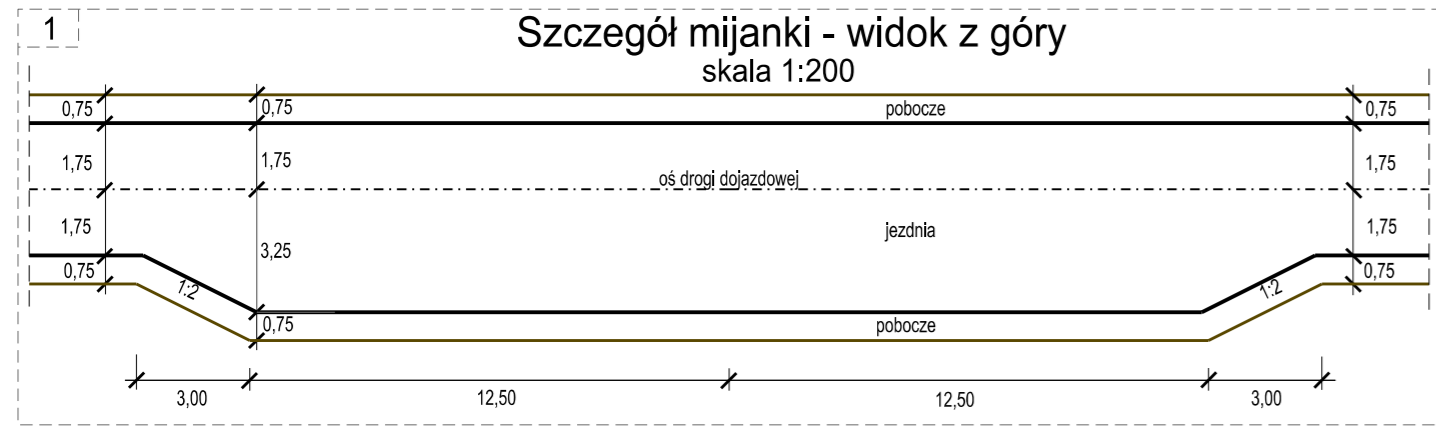 1
Szczegół mijanki - widok z góry
skala 1:200
0,75 0,75 pobocze 0,75
1,75 1,75 1,75
oś drogi dojazdowej
1,75 3,25 jezdnia 1,75
0,75 0,75
1:2 1:2
0,75 pobocze
3,00 12,50 12,50 3,00